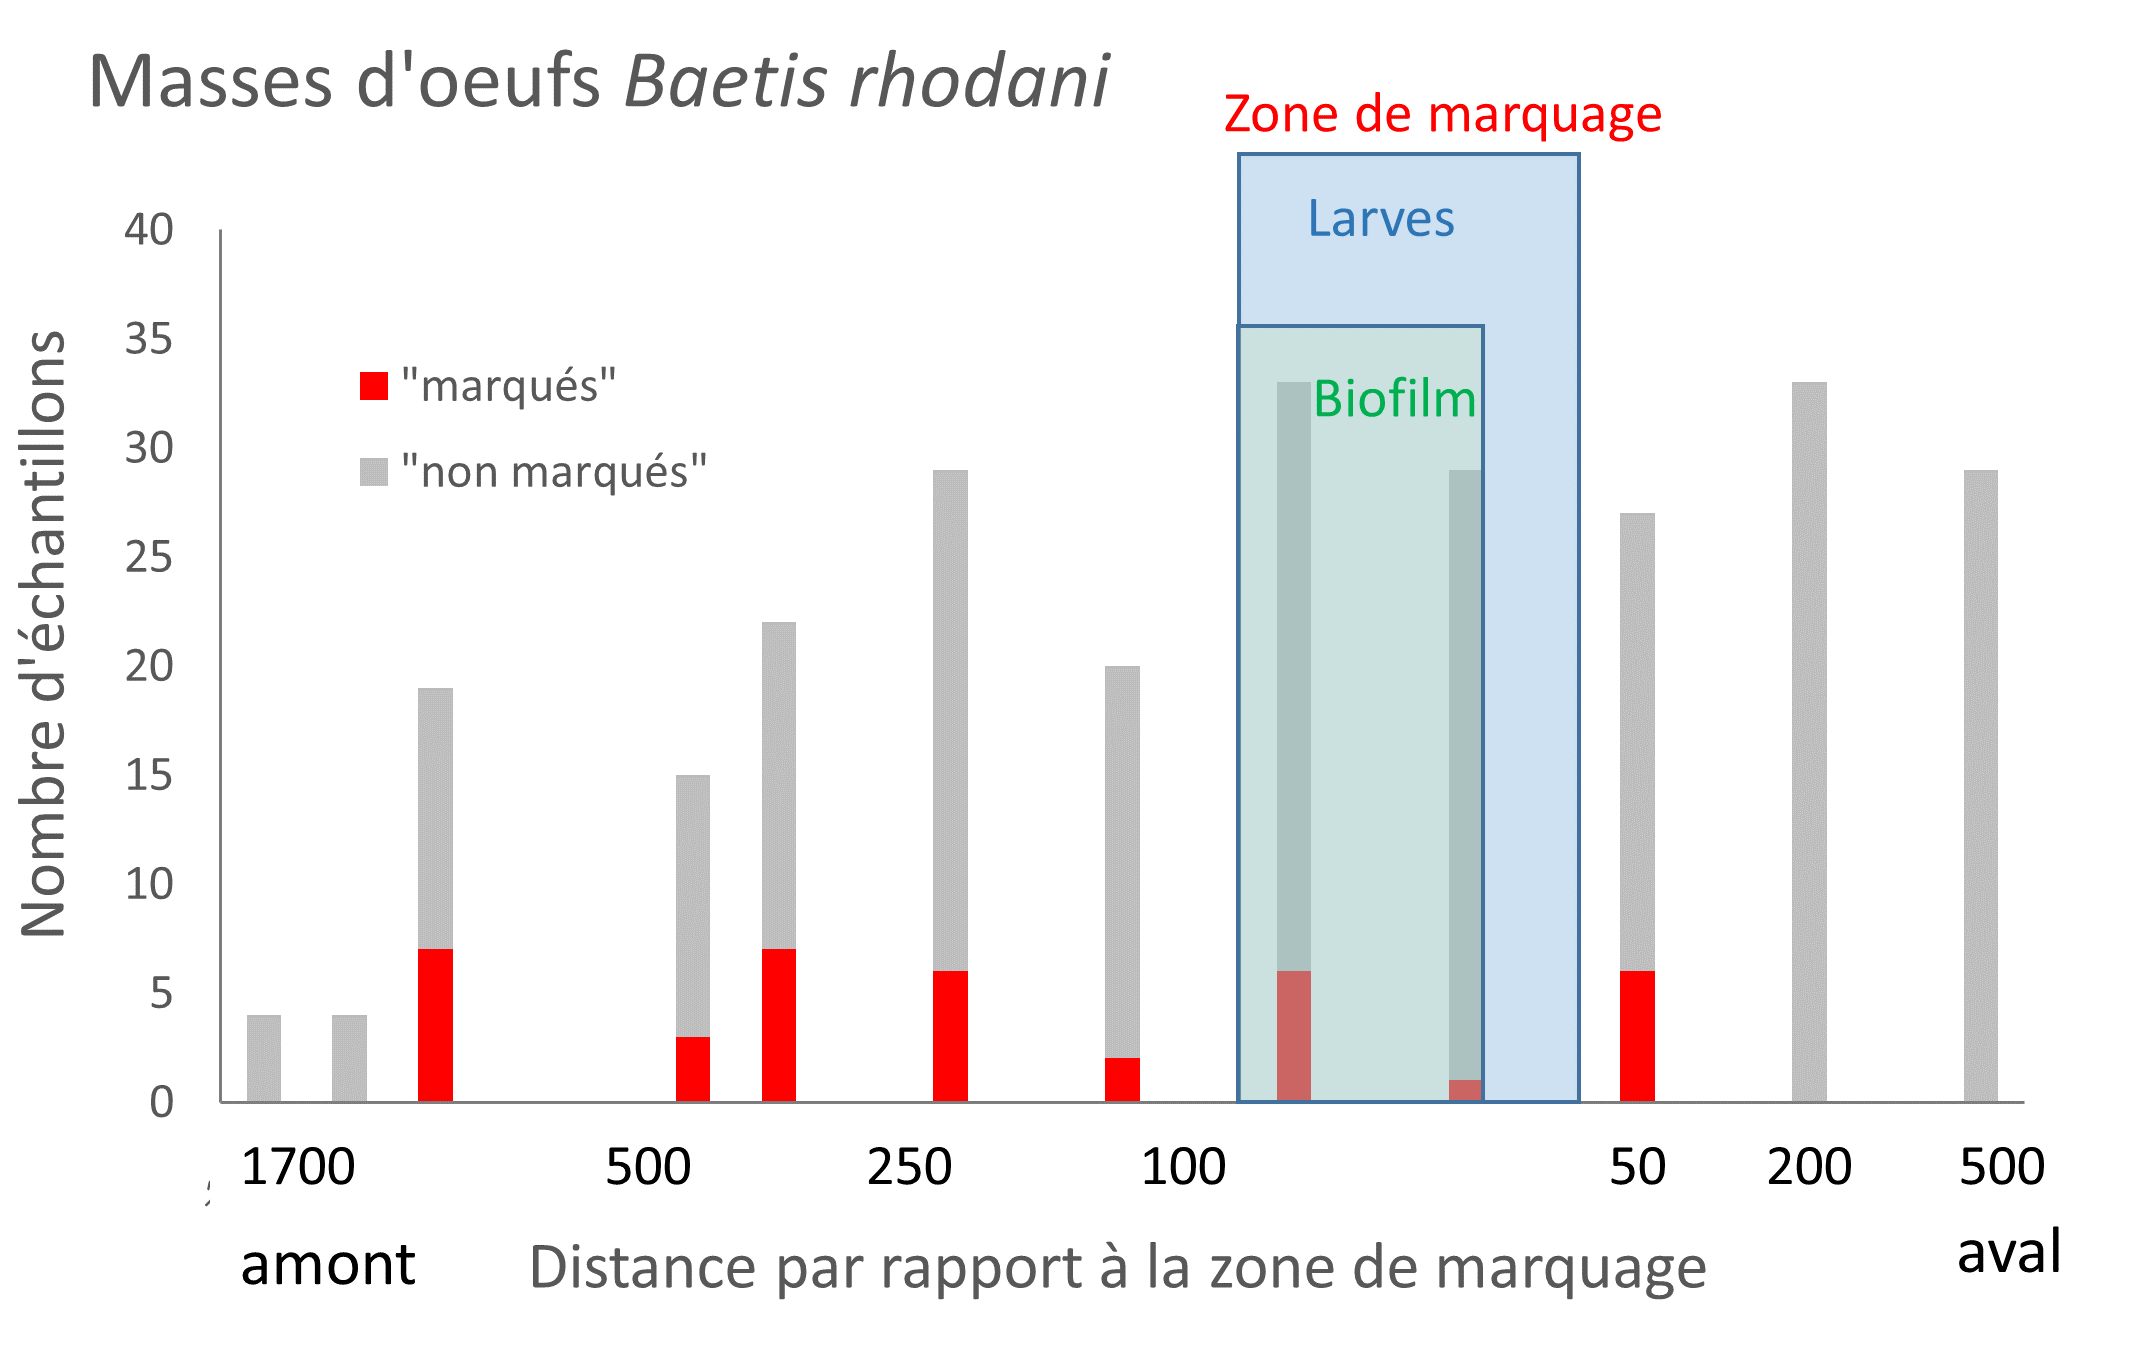 Masses d'oeufs Baetis rhodani
Zone de marquage
Larves
Biofilm
"marqués"
"non marqués"
Nombre d'échantillons
40
35
30
25
20
15
10
5
0
1700 500 250 100 50 200 500
amont
aval
Distance par rapport à la zone de marquage